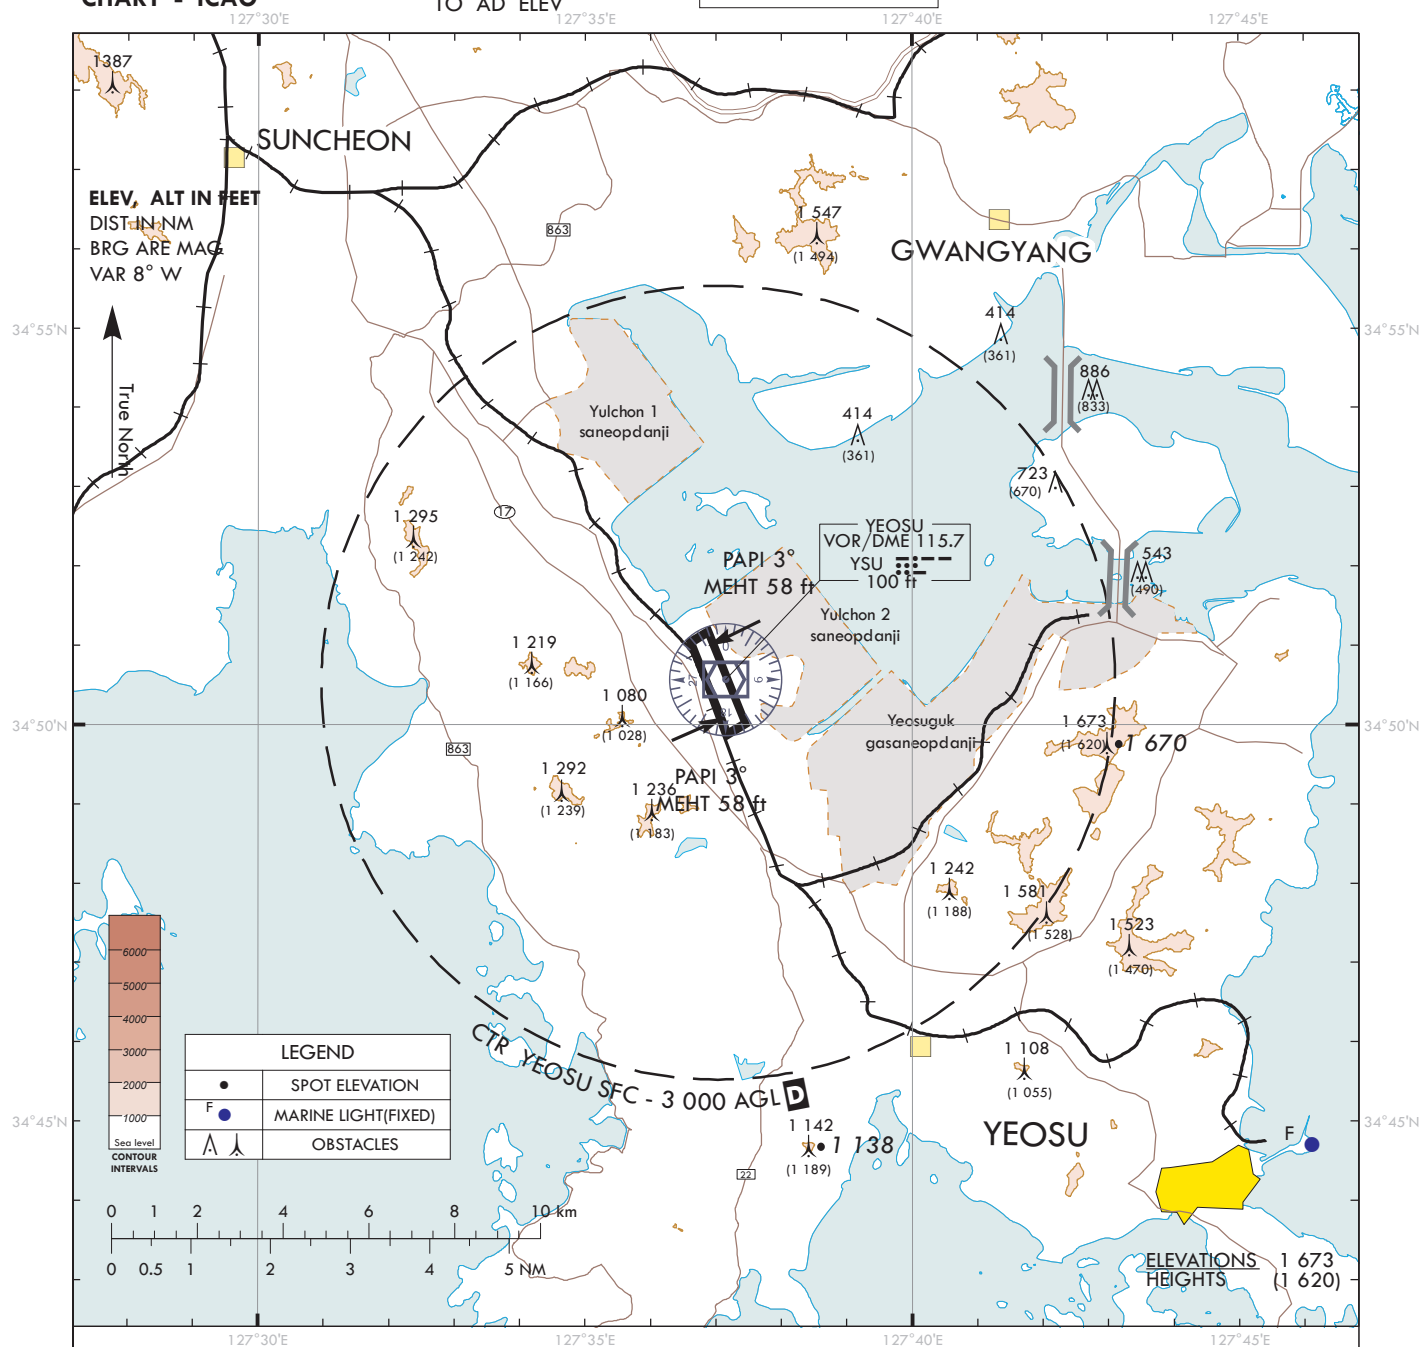 CHART - ICAO
TO AD ELEV
127°30'E
127°35'E
127°40'E
127°45'E
1387
SUNCHEON
ELEV, ALT IN FEET
DIST IN NM
BRG ARE MAG
VAR 8° W
863
1 547
(1 494)
GWANGYANG
34°55'N
34°55'N
True North
414
(361)
886
(833)
Yulchon 1
saneopdanji
414
(361)
723
(670)
17
1 295
(1 242)
YEOSU
VOR/DME 115.7
YSU
100 ft
543
(490)
PAPI 3°
MEHT 58 ft
Yulchon 2
saneopdanji
1 219
(1 166)
0
27
9
18
1 080
(1 028)
34°50'N
34°50'N
Yeosuguk
gasaneopdanji
1 673
(1 620)
1 670
863
1 292
(1 239)
1 236
(1 183)
PAPI 3°
MEHT 58 ft
1 242
(1 188)
1 581
(1 528)
1 523
(1 470)
6000
5000
4000
3000
2000
1000
Sea level
CONTOUR
INTERVALS
LEGEND
SPOT ELEVATION
F
MARINE LIGHT(FIXED)
OBSTACLES
CTR YEOSU SFC - 3 000 AGL D
1 108
(1 055)
34°45'N
34°45'N
1 142
(1 189)
1 138
YEOSU
F
22
0 1 2 4 6 8 10 km
0 0.5 1 2 3 4 5 NM
ELEVATIONS 1 673
HEIGHTS (1 620)
127°30'E
127°35'E
127°40'E
127°45'E